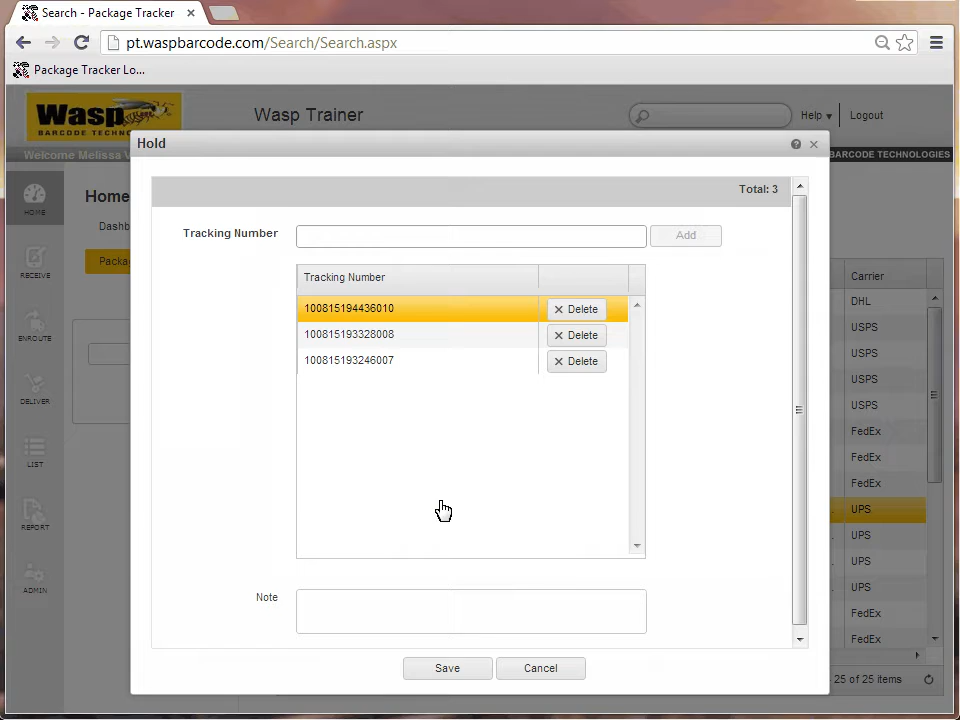 Search - Package Tracker
pt.waspbarcode.com/Search/Search.aspx
Package Tracker Lo...
Wasp
BARCODE TECHNO
Wasp Trainer
Help
Logout
Welcome Melissa
BARCODE TECHNOLOGIES
Hold
HOME
RECEIVE
ENROUTE
DELIVER
LIST
REPORT
ADMIN
Home
Dashb
Packa
Total: 3
Tracking Number
Add
Tracking Number
100815194436010
Delete
100815193328008
Delete
100815193246007
Delete
Note
Save
Cancel
Carrier
DHL
USPS
USPS
USPS
USPS
FedEx
FedEx
FedEx
UPS
UPS
UPS
UPS
FedEx
FedEx
25 of 25 items